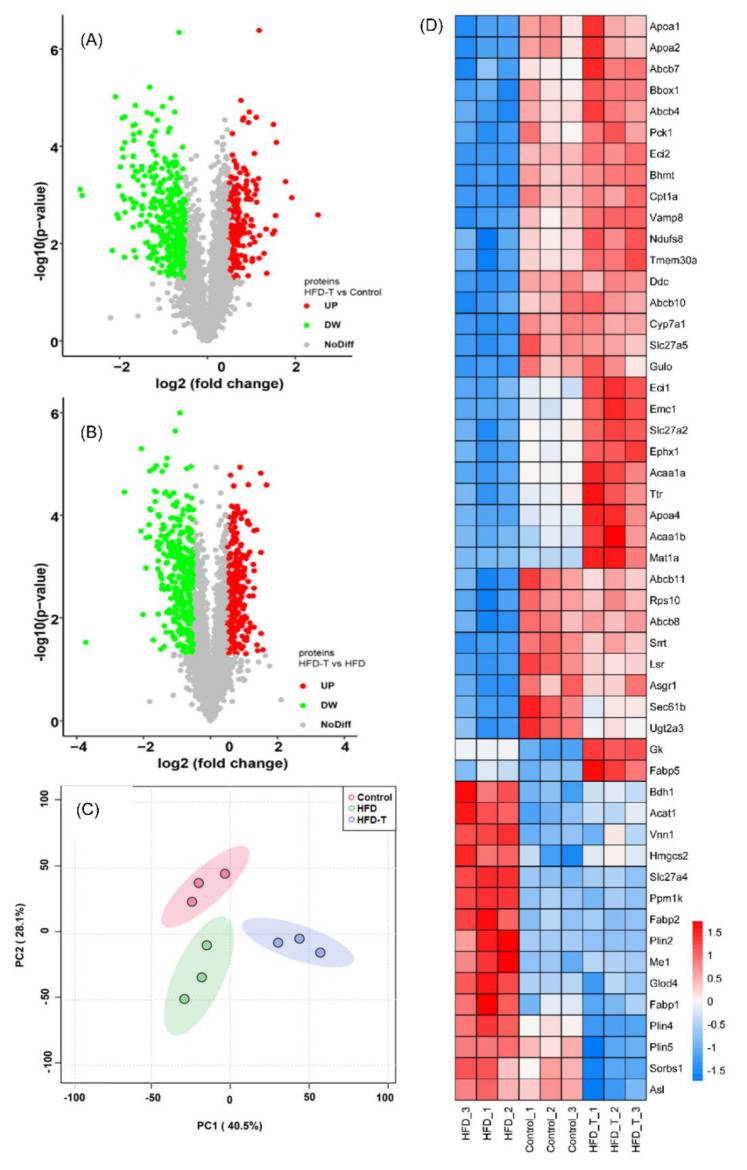 (A)
6
4
2
0
-log10(p-value)
proteins
HFD-T vs Control
UP
DW
NoDiff
−2
0
2
log2 (fold change)
(B)
6
4
2
0
-log10(p−value)
proteins
HFD-T vs HFD
UP
DW
NoDiff
−4
−2
0
2
4
log2 (fold change)
(C)
Control
HFD
HFD-T
100
50
0
-50
-100
PC2 ( 28.1%)
-100
-50
0
50
100
PC1 ( 40.5%)
(D)
Apoa1
Apoa2
Abcb7
Bbox1
Abcb4
Pck1
Eci2
Bhmt
Cpt1a
Vamp8
Ndufs8
Tmem30a
Ddc
Abcb10
Cyp7a1
Slc27a5
Gulo
Eci1
Emc1
Slc27a2
Ephx1
Acaa1a
Ttr
Apoa4
Acaa1b
Mat1a
Abcb11
Rps10
Abcb8
Srrt
Lsr
Asgr1
Sec61b
Ugt2a3
Gk
Fabp5
Bdh1
Acat1
Vnn1
Hmgcs2
Slc27a4
Ppm1k
Fabp2
Plin2
Me1
Glod4
Fabp1
Plin4
Plin5
Sorbs1
Asl
HFD_3
HFD_1
HFD_2
Control_1
Control_2
Control_3
HFD_T_1
HFD_T_2
HFD_T_3
1.5
1
0.5
0
-0.5
-1
-1.5